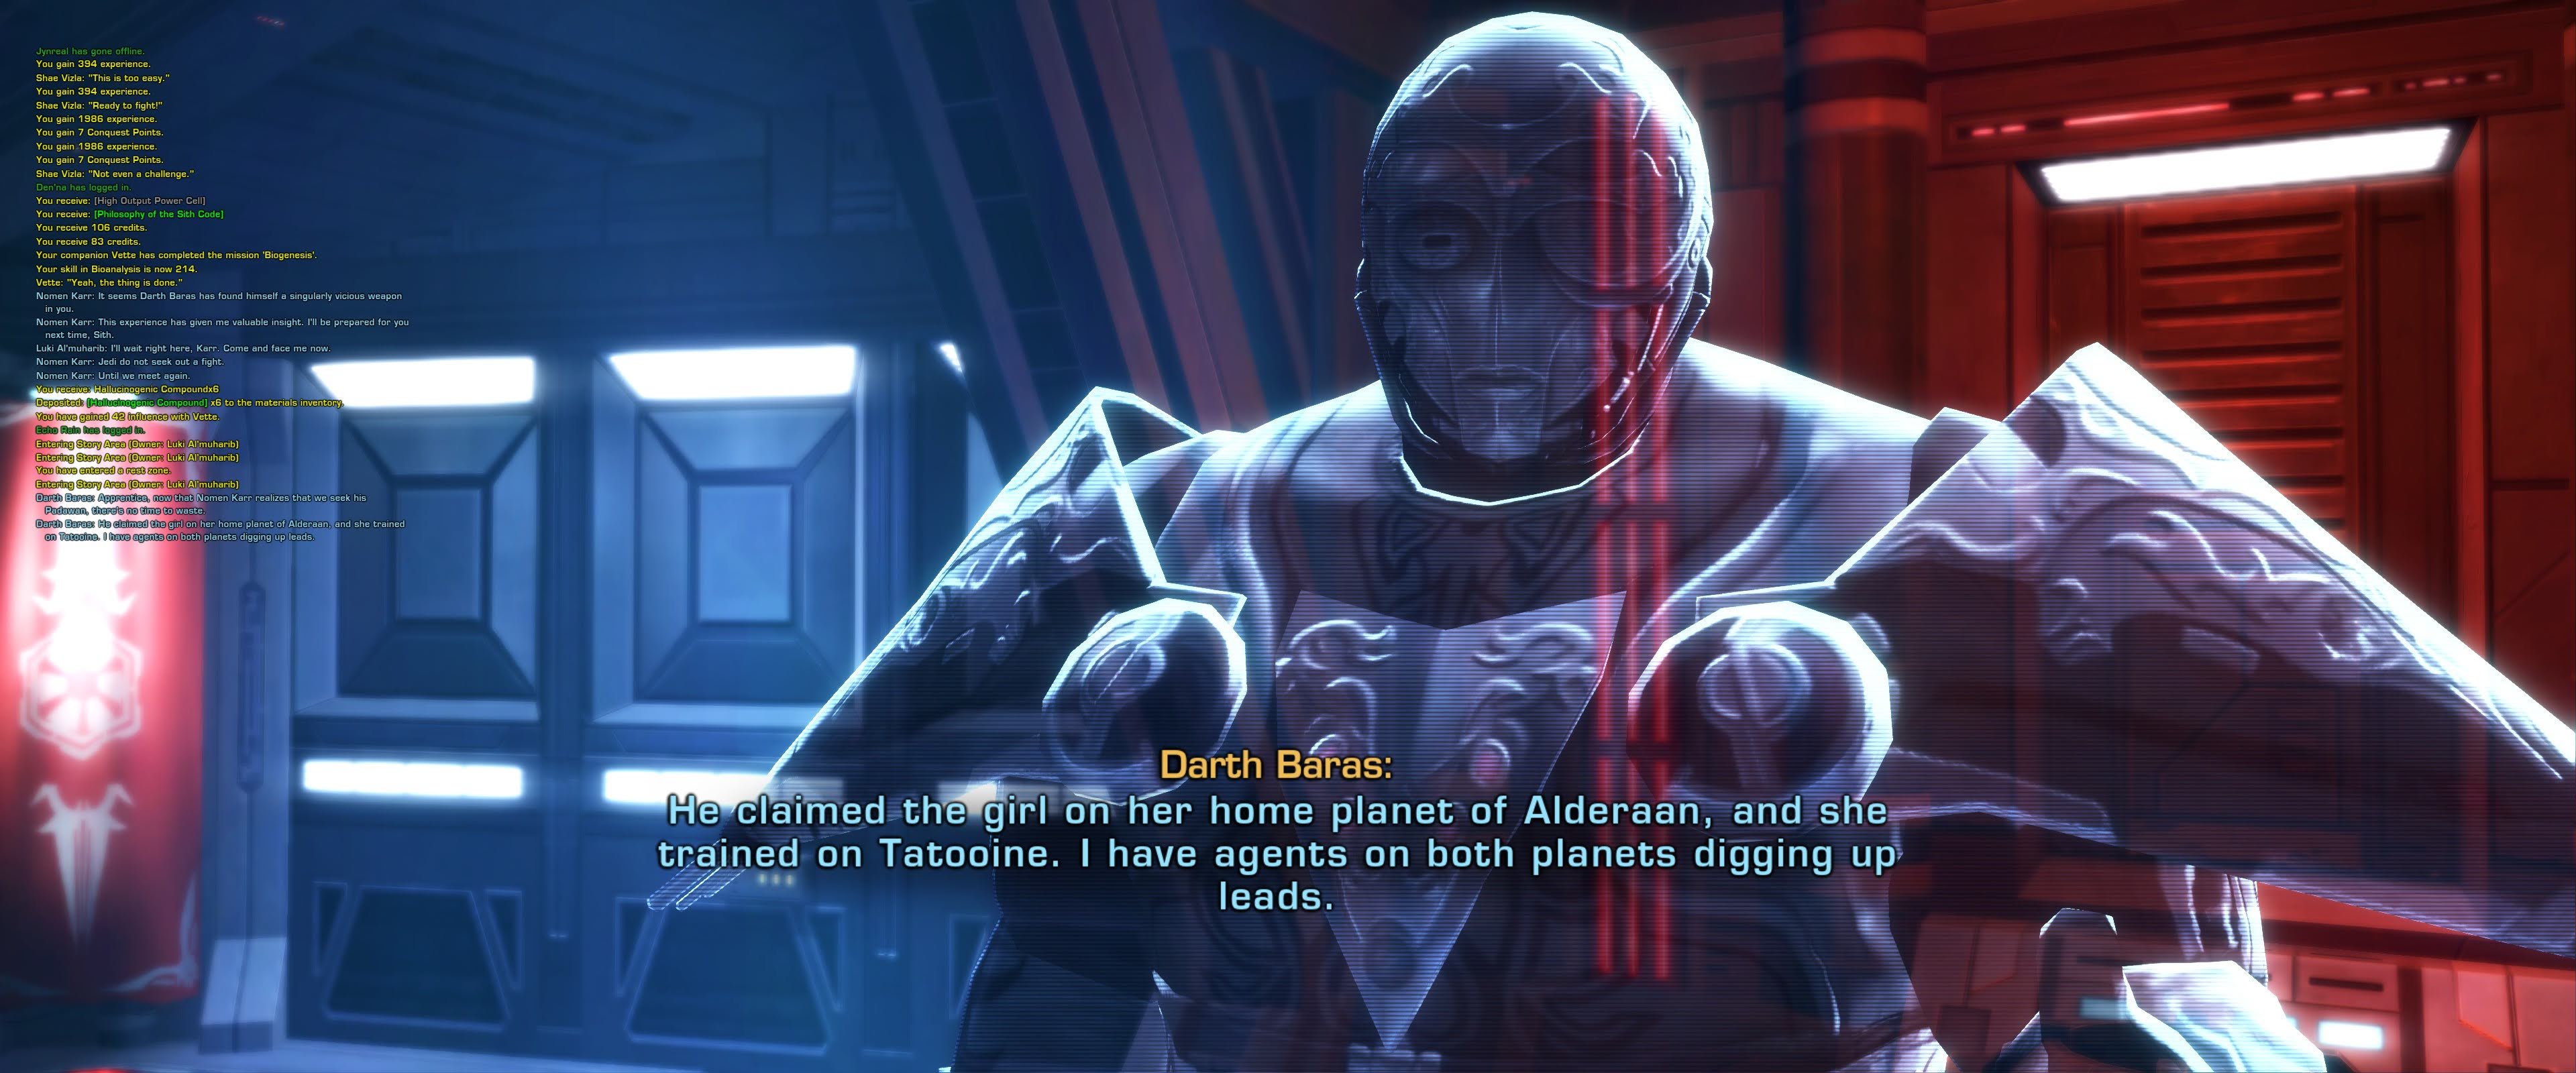 Jynreal has gone offline.
You gain 394 experience.
Shae Vizla: "This is too easy."
You gain 394 experience.
Shae Vizla: "Ready to fight!"
You gain 1986 experience.
You gain 7 Conquest Points.
You gain 1986 experience.
You gain 7 Conquest Points.
Shae Vizla: "Not even a challenge."
Den'na has logged in.
You receive: [High Output Power Cell]
You receive: [Philosophy of the Sith Code]
You receive 106 credits.
You receive 83 credits.
Your companion Vette has completed the mission 'Biogenesis'.
Your skill in Bioanalysis is now 214.
Vette: "Yeah, the thing is done."
Nomen Karr: It seems Darth Baras has found himself a singularly vicious weapon
in you.
Nomen Karr: This experience has given me valuable insight. I'll be prepared for you
next time, Sith.
Luki Al'muharib: I'll wait right here, Karr. Come and face me now.
Nomen Karr: Jedi do not seek out a fight.
Nomen Karr: Until we meet again.
You receive: Hallucinogenic Compoundx6
Deposited: [Hallucinogenic Compound] x6 to the materials inventory.
You have gained 42 influence with Vette.
Echo Rain has logged in.
Entering Story Area (Owner: Luki Al'muharib)
Entering Story Area (Owner: Luki Al'muharib)
You have entered a rest zone.
Entering Story Area (Owner: Luki Al'muharib)
Darth Baras: Apprentice, now that Nomen Karr realizes that we seek his
Padawan, there's no time to waste.
Darth Baras: He claimed the girl on her home planet of Alderaan, and she trained
on Tatooine. I have agents on both planets digging up leads.
Darth Baras:
He claimed the girl on her home planet of Alderaan, and she
trained on Tatooine. I have agents on both planets digging up
leads.